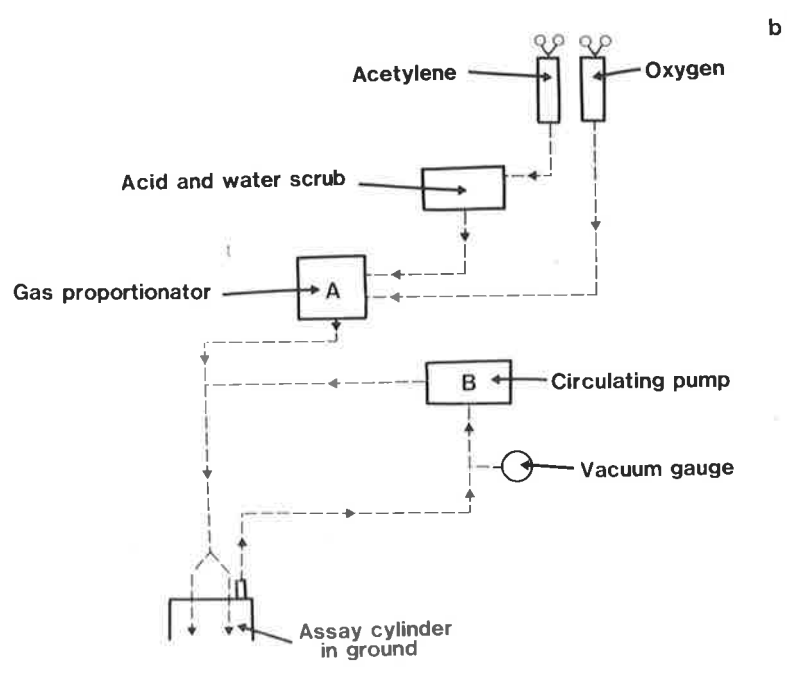 b
Acetylene
Oxygen
Acid and water scrub
Gas proportionator
A
B
Circulating pump
Vacuum gauge
Assay cylinder
in ground